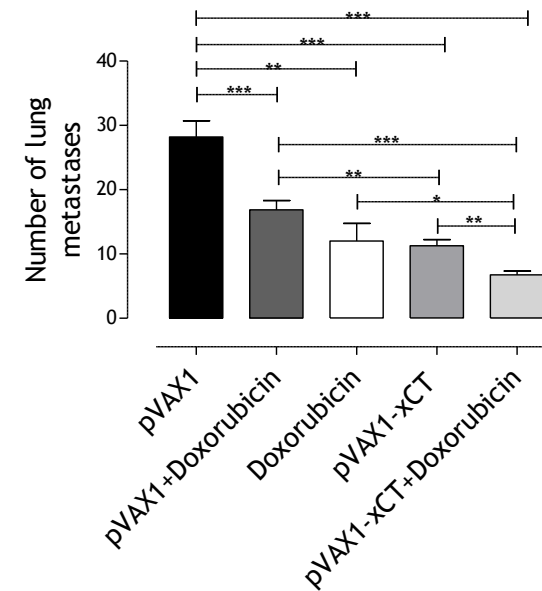 ***
***
**
***
***
**
*
**
Number of lung
metastases
40
30
20
10
0
pVAX1
pVAX1+Doxorubicin
Doxorubicin
pVAX1-xCT
pVAX1-xCT+Doxorubicin